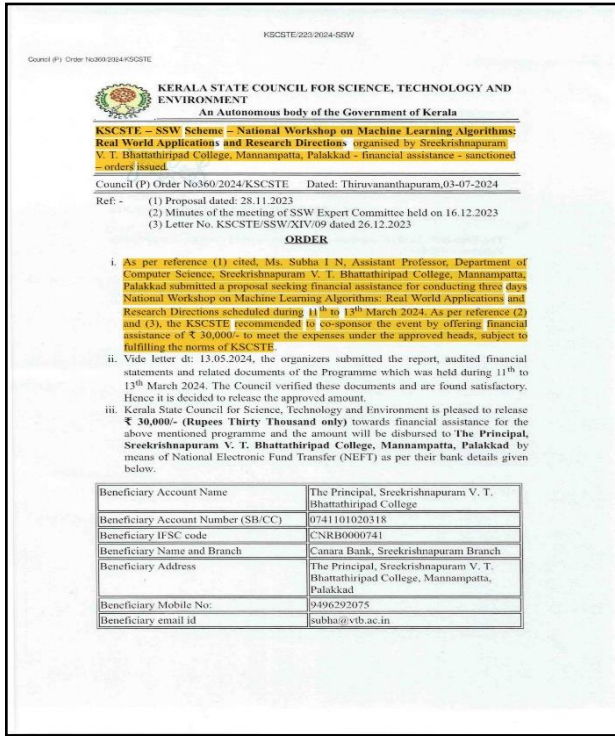 KSCSTE/223/2024-SSW
Council (P) Order No360/2024/KSCSTE
KERALA STATE COUNCIL FOR SCIENCE, TECHNOLOGY AND
ENVIRONMENT
An Autonomous body of the Government of Kerala
KSCSTE – SSW Scheme – National Workshop on Machine Learning Algorithms:
Real World Applications and Research Directions organised by Sreekrishnapuram
V. T. Bhattathiripad College, Mannampatta, Palakkad - financial assistance - sanctioned
– orders issued.
Council (P) Order No360/2024/KSCSTE Dated: Thiruvananthapuram,03-07-2024
Ref: - (1) Proposal dated: 28.11.2023
(2) Minutes of the meeting of SSW Expert Committee held on 16.12.2023
(3) Letter No. KSCSTE/SSW/XIV/09 dated 26.12.2023
ORDER
i. As per reference (1) cited, Ms. Subha I N, Assistant Professor, Department of
Computer Science, Sreekrishnapuram V. T. Bhattathiripad College, Mannampatta,
Palakkad submitted a proposal seeking financial assistance for conducting three days
National Workshop on Machine Learning Algorithms: Real World Applications and
Research Directions scheduled during 11th to 13th March 2024. As per reference (2)
and (3), the KSCSTE recommended to co-sponsor the event by offering financial
assistance of ₹ 30,000/- to meet the expenses under the approved heads, subject to
fulfilling the norms of KSCSTE.
ii. Vide letter dt: 13.05.2024, the organizers submitted the report, audited financial
statements and related documents of the Programme which was held during 11th to
13th March 2024. The Council verified these documents and are found satisfactory.
Hence it is decided to release the approved amount.
iii. Kerala State Council for Science, Technology and Environment is pleased to release
₹ 30,000/- (Rupees Thirty Thousand only) towards financial assistance for the
above mentioned programme and the amount will be disbursed to The Principal,
Sreekrishnapuram V. T. Bhattathiripad College, Mannampatta, Palakkad by
means of National Electronic Fund Transfer (NEFT) as per their bank details given
below.
Beneficiary Account Name The Principal, Sreekrishnapuram V. T.
Bhattathiripad College
Beneficiary Account Number (SB/CC) 0741101020318
Beneficiary IFSC code CNRB0000741
Beneficiary Name and Branch Canara Bank, Sreekrishnapuram Branch
Beneficiary Address The Principal, Sreekrishnapuram V. T.
Bhattathiripad College, Mannampatta,
Palakkad
Beneficiary Mobile No: 9496292075
Beneficiary email id subha@vtb.ac.in